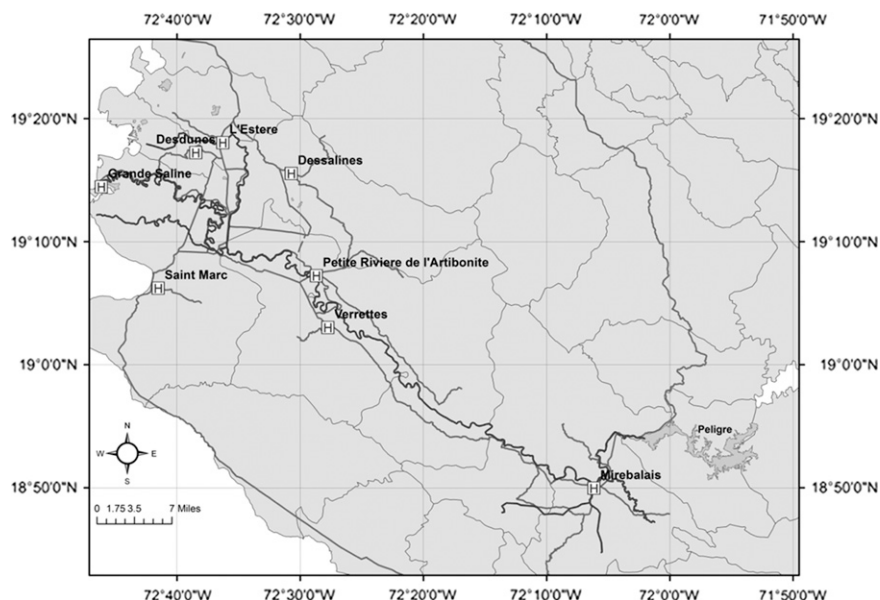 72°40'0"W 72°30'0"W 72°20'0"W 72°10'0"W 72°0'0"W 71°50'0"W
19°20'0"N 19°20'0"N
L'Estere
Desdunes
Dessalines
Grande Saline
H
H
H
H
19°10'0"N 19°10'0"N
Petite Riviere de l'Artibonite
H
Saint Marc
H
Verrettes
H
19°0'0"N 19°0'0"N
Peligre
N
W E
S
Mirebalais
H
18°50'0"N 18°50'0"N
0 1.75 3.5 7 Miles
72°40'0"W 72°30'0"W 72°20'0"W 72°10'0"W 72°0'0"W 71°50'0"W